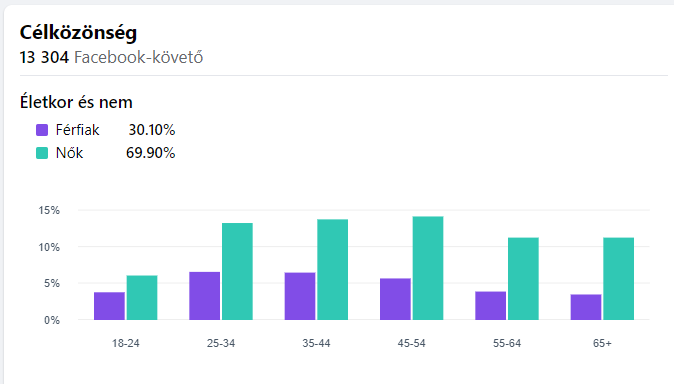 Célközönség
13 304 Facebook-követő
Életkor és nem
Férfiak 30.10%
Nők 69.90%
15%
10%
5%
0%
18-24 25-34 35-44 45-54 55-64 65+